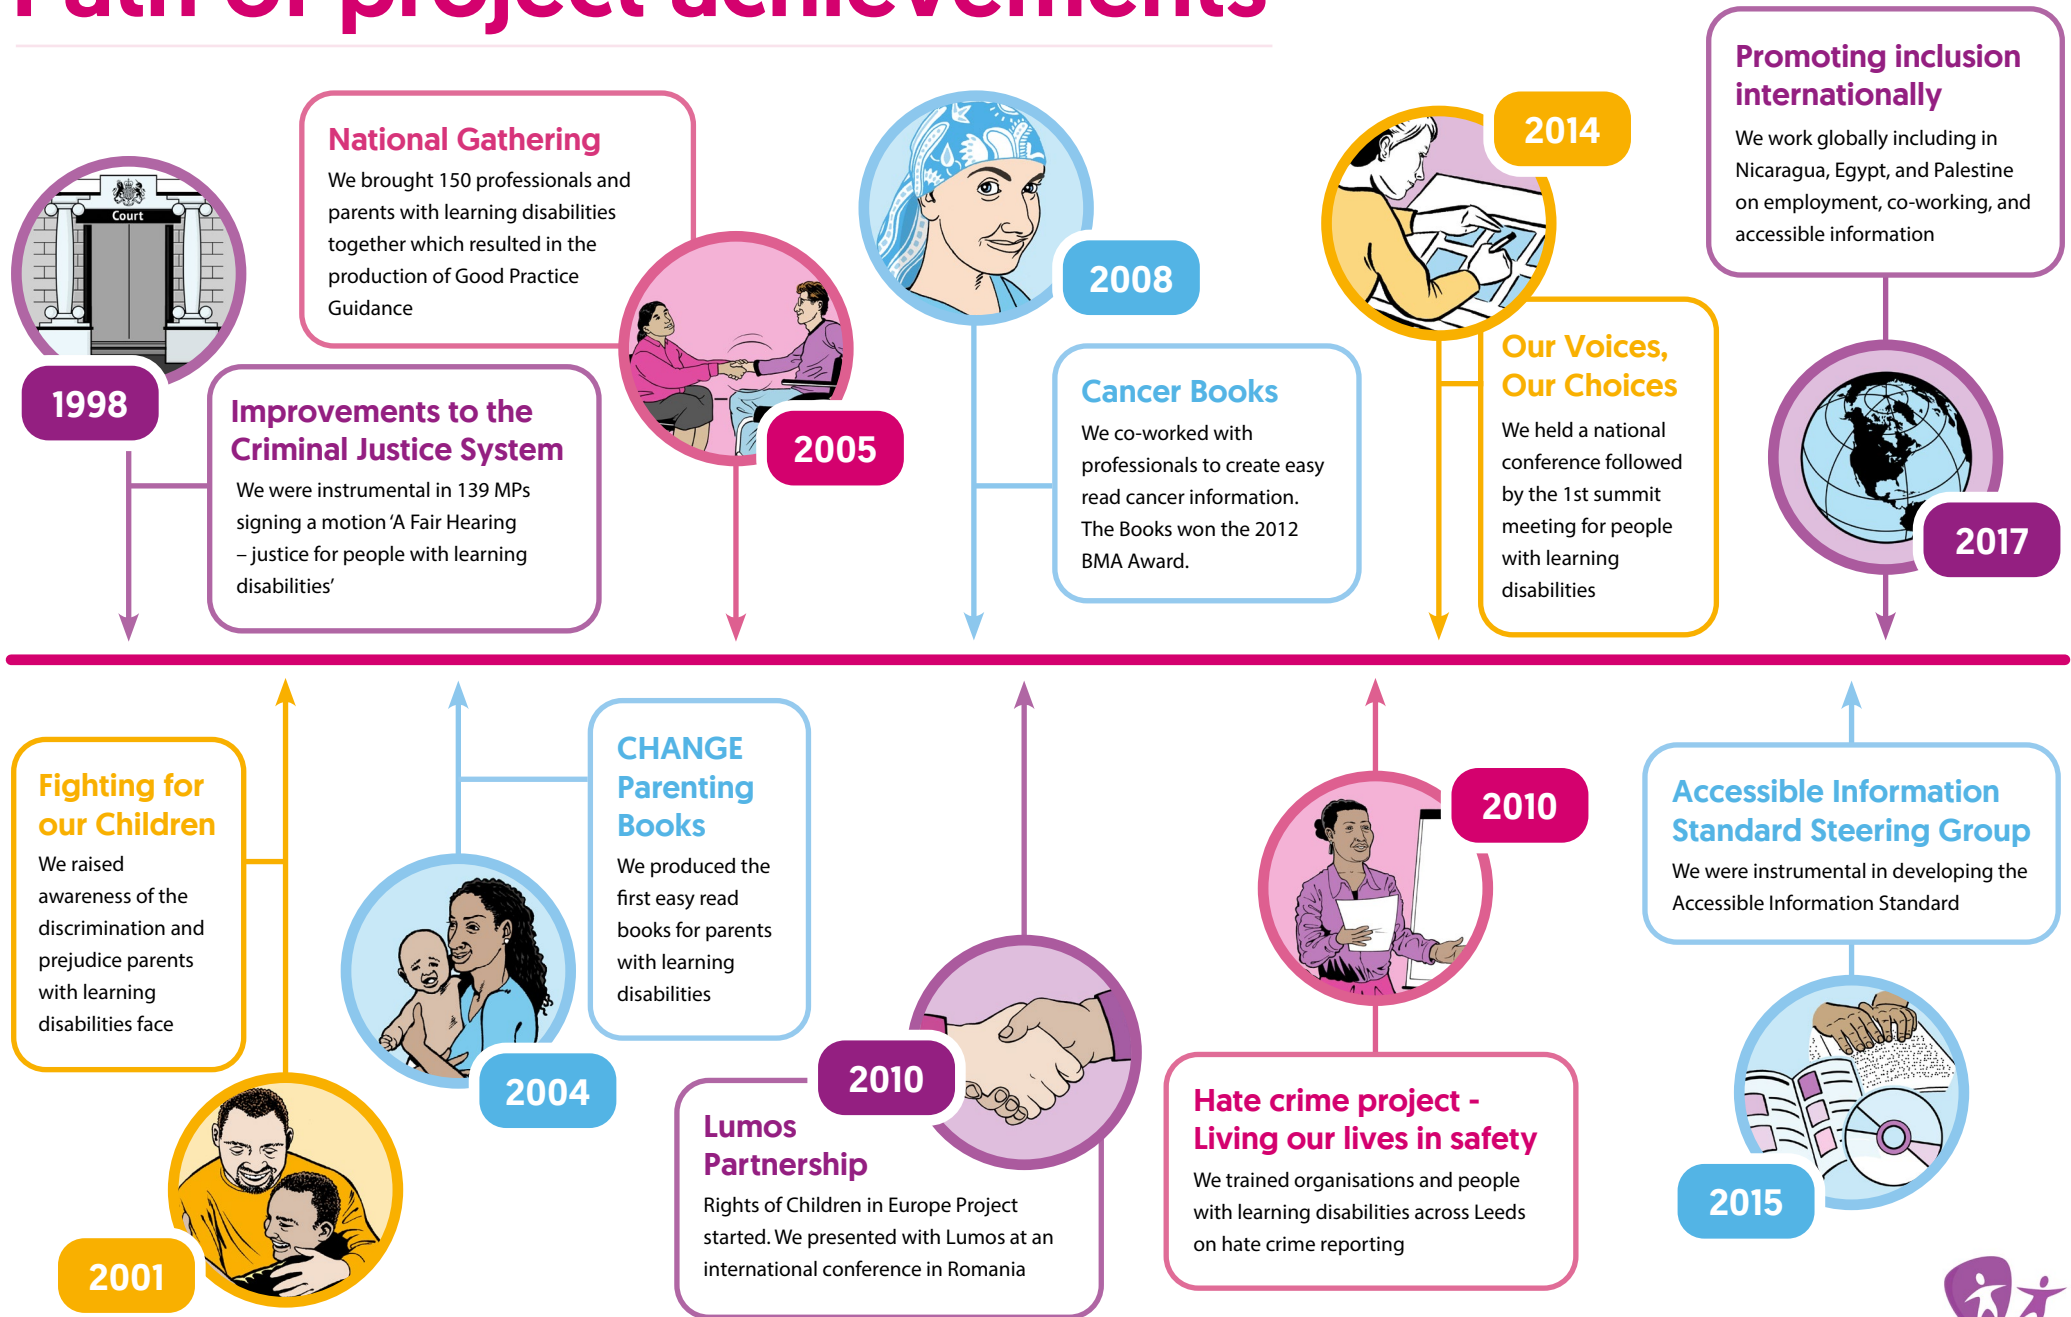 Path of project achievements
Court
1998
Improvements to the
Criminal Justice System
We were instrumental in 139 MPs
signing a motion ‘A Fair Hearing
– justice for people with learning
disabilities’
National Gathering
We brought 150 professionals and
parents with learning disabilities
together which resulted in the
production of Good Practice
Guidance
2005
2008
Cancer Books
We co-worked with
professionals to create easy
read cancer information.
The Books won the 2012
BMA Award.
2014
Our Voices,
Our Choices
We held a national
conference followed
by the 1st summit
meeting for people
with learning
disabilities
Promoting inclusion
internationally
We work globally including in
Nicaragua, Egypt, and Palestine
on employment, co-working, and
accessible information
2017
Fighting for
our Children
We raised
awareness of the
discrimination and
prejudice parents
with learning
disabilities face
2001
CHANGE
Parenting
Books
We produced the
first easy read
books for parents
with learning
disabilities
2004
2010
Lumos
Partnership
Rights of Children in Europe Project
started. We presented with Lumos at an
international conference in Romania
2010
Hate crime project -
Living our lives in safety
We trained organisations and people
with learning disabilities across Leeds
on hate crime reporting
Accessible Information
Standard Steering Group
We were instrumental in developing the
Accessible Information Standard
2015